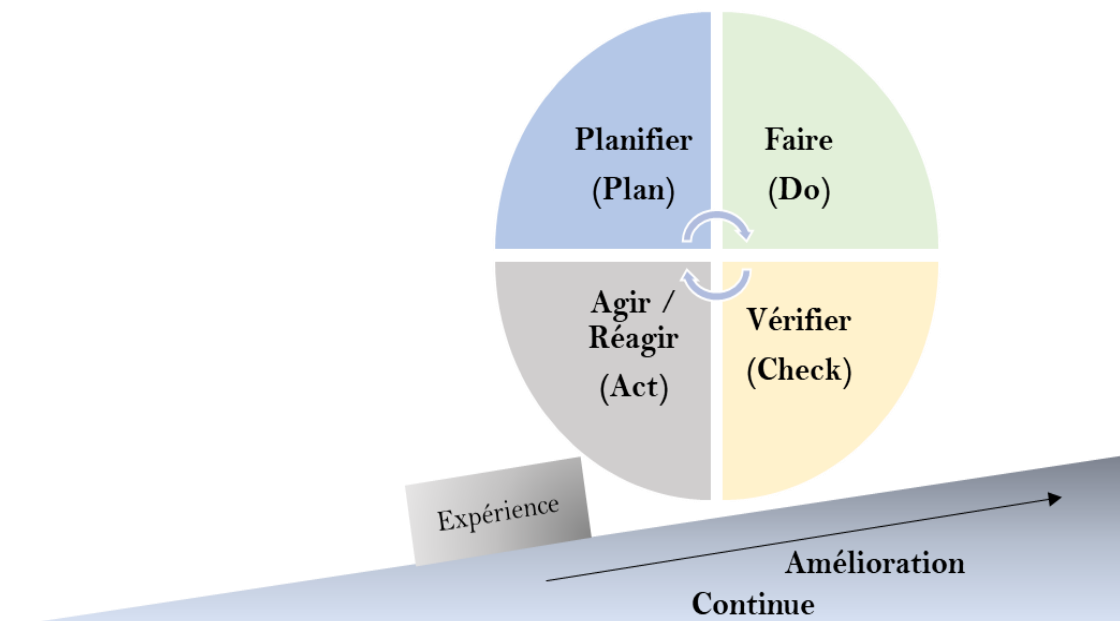 Planifier
(Plan)
Faire
(Do)
Agir /
Réagir
(Act)
Vérifier
(Check)
Expérience
Amélioration
Continue